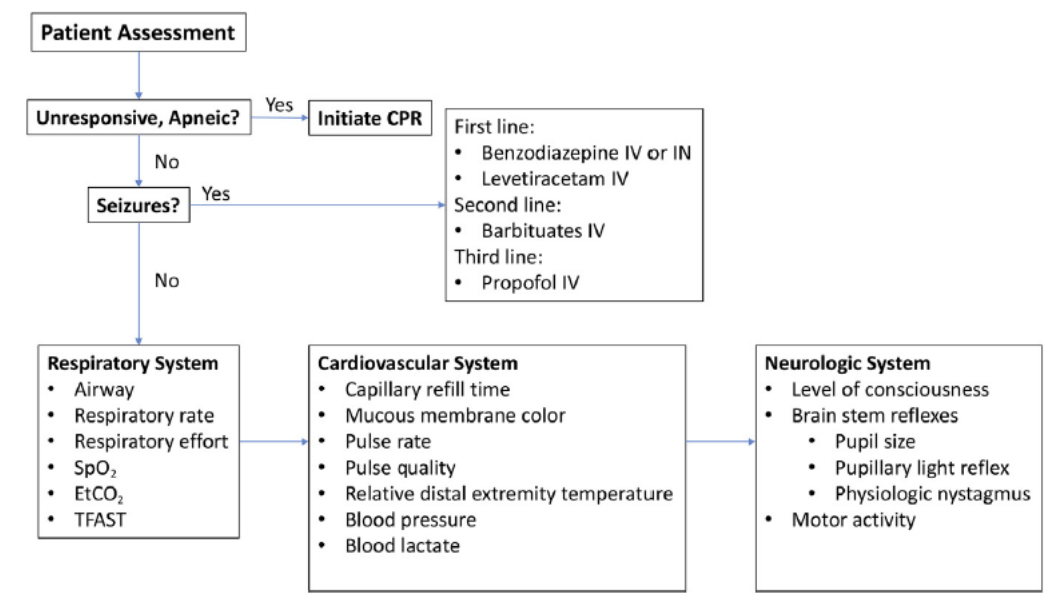 Patient Assessment
Unresponsive, Apneic?
Yes
Initiate CPR
No
Seizures?
Yes
First line:
• Benzodiazepine IV or IN
• Levetiracetam IV
Second line:
• Barbituates IV
Third line:
• Propofol IV
No
Respiratory System
• Airway
• Respiratory rate
• Respiratory effort
• SpO₂
• EtCO₂
• TFAST
Cardiovascular System
• Capillary refill time
• Mucous membrane color
• Pulse rate
• Pulse quality
• Relative distal extremity temperature
• Blood pressure
• Blood lactate
Neurologic System
• Level of consciousness
• Brain stem reflexes
• Pupil size
• Pupillary light reflex
• Physiologic nystagmus
• Motor activity